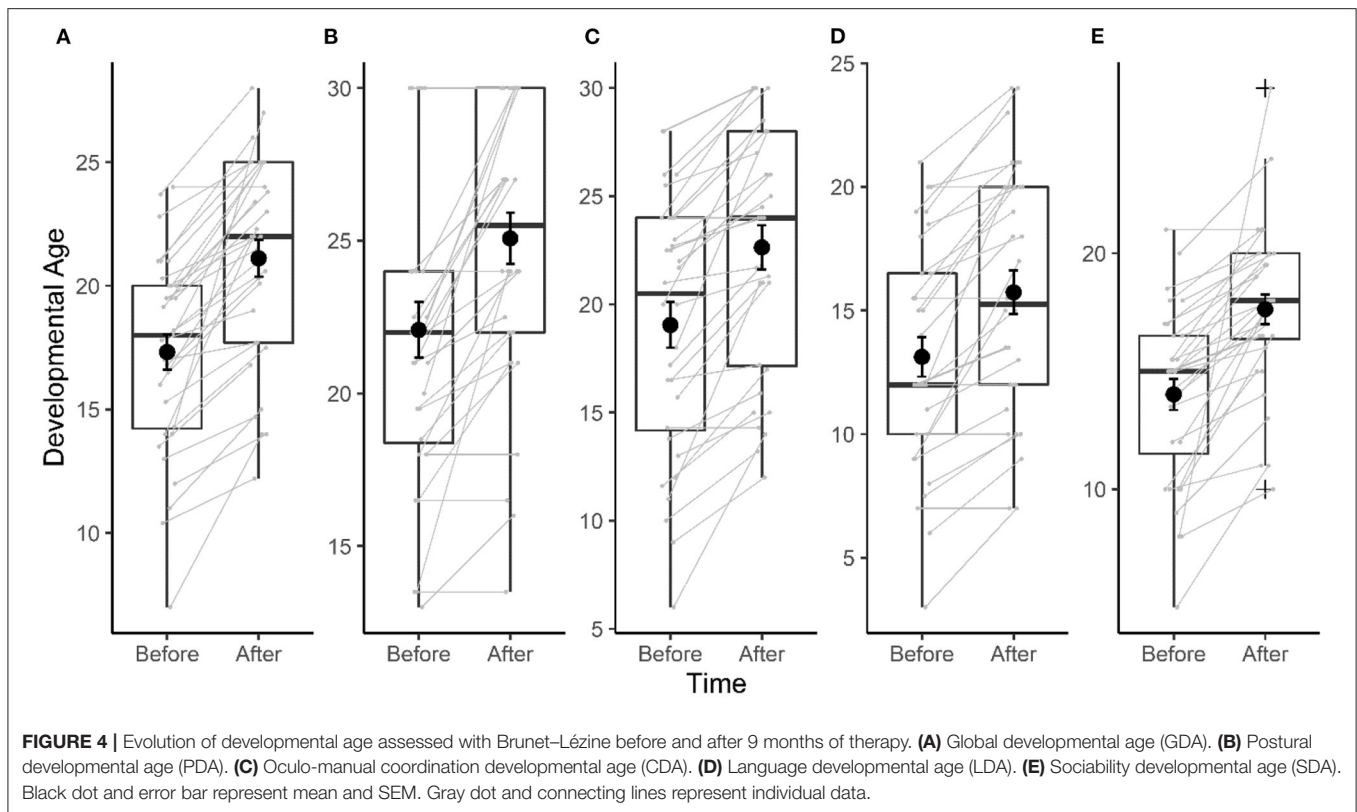 A
B
C
D
E
Developmental Age
25
20
15
10
Before
After
30
25
20
15
Before
After
30
25
20
15
10
5
Before
After
25
20
15
10
5
Before
After
20
10
Before
After
Time
FIGURE 4 | Evolution of developmental age assessed with Brunet–Lézine before and after 9 months of therapy. (A) Global developmental age (GDA). (B) Postural
developmental age (PDA). (C) Oculo-manual coordination developmental age (CDA). (D) Language developmental age (LDA). (E) Sociability developmental age (SDA).
Black dot and error bar represent mean and SEM. Gray dot and connecting lines represent individual data.